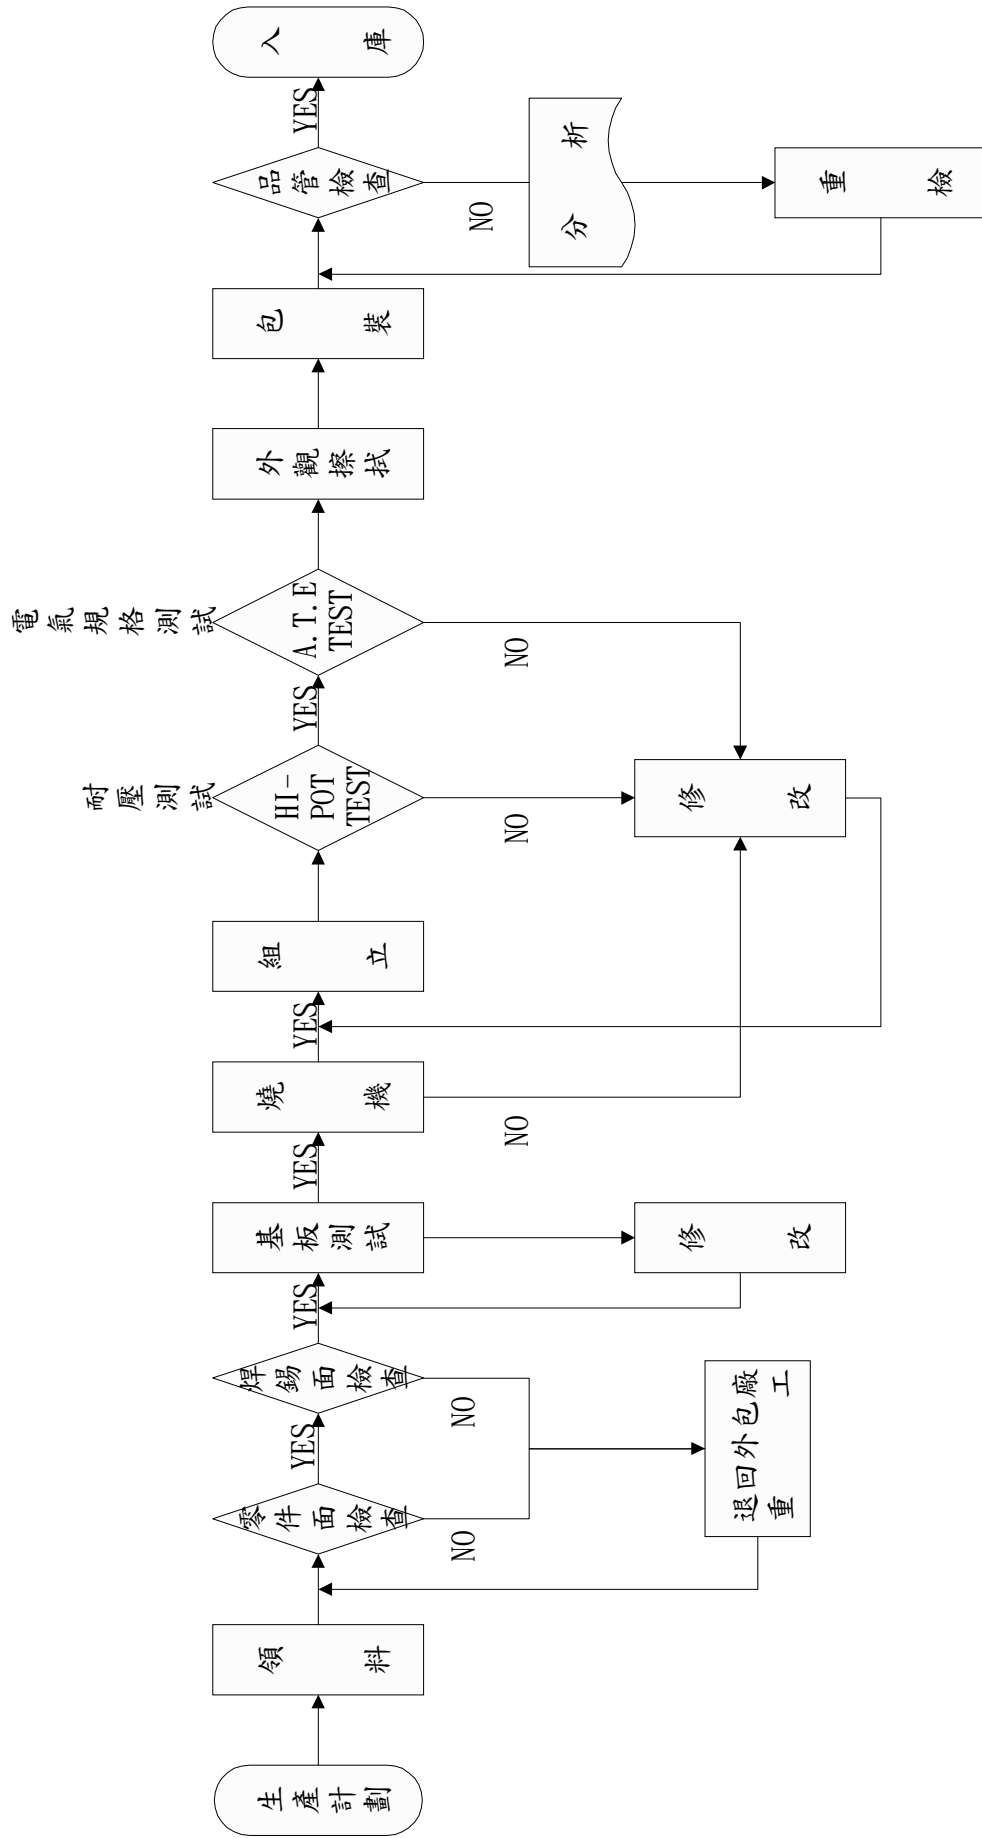 生產計劃
領料
零件面檢查
YES
NO
焊錫面檢查
YES
NO
退回外包廠
重工
基板測試
YES
修改
燒機
YES
NO
組立
耐壓測試
HI-
POT
TEST
YES
NO
修改
電氣規格測試
A.T.E
TEST
NO
外觀擦拭
包裝
品管檢查
YES
NO
分析
重檢
入庫